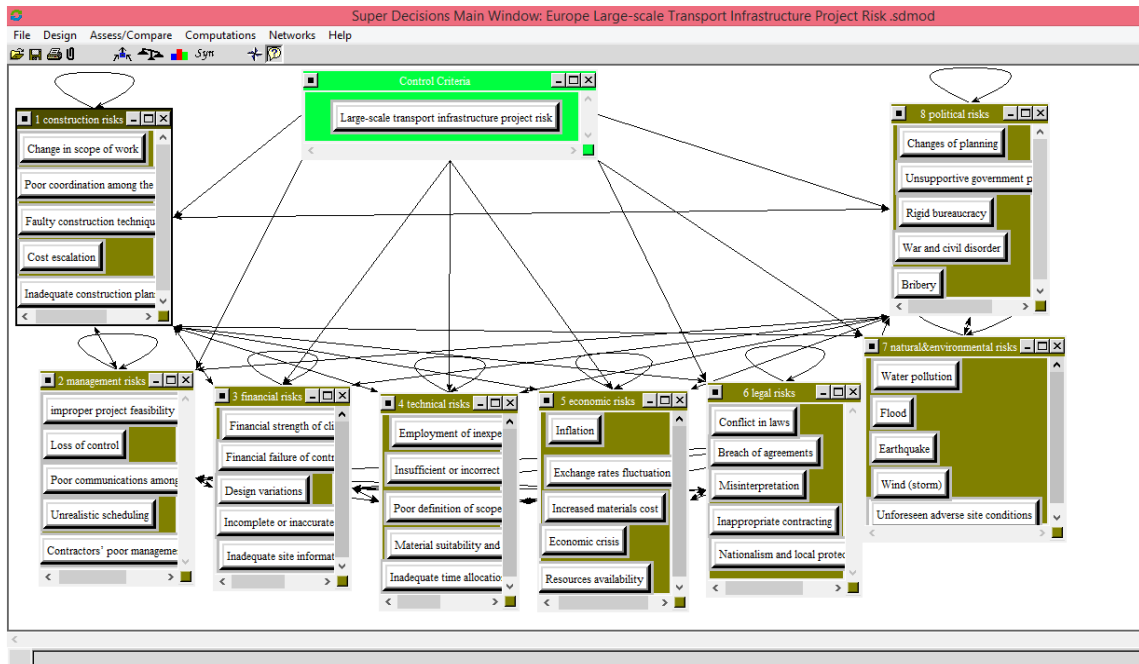 Super Decisions Main Window: Europe Large-scale Transport Infrastructure Project Risk .sdmod
File Design Assess/Compare Computations Networks Help
Syn
Control Criteria
Large-scale transport infrastructure project risk
1 construction risks
Change in scope of work
Poor coordination among the
Faulty construction techniqu
Cost escalation
Inadequate construction plan
8 political risks
Changes of planning
Unsupportive government p
Rigid bureaucracy
War and civil disorder
Bribery
2 management risks
improper project feasibility
Loss of control
Poor communications among
Unrealistic scheduling
Contractors' poor manageme
3 financial risks
Financial strength of cli
Financial failure of contr
Design variations
Incomplete or inaccurate
Inadequate site informat
4 technical risks
Employment of inexpe
Insufficient or incorrect
Poor definition of scope
Material suitability and
Inadequate time allocatio
5 economic risks
Inflation
Exchange rates fluctuation
Increased materials cost
Economic crisis
Resources availability
6 legal risks
Conflict in laws
Breach of agreements
Misinterpretation
Inappropriate contracting
Nationalism and local protec
7 natural&environmental risks
Water pollution
Flood
Earthquake
Wind (storm)
Unforeseen adverse site conditions